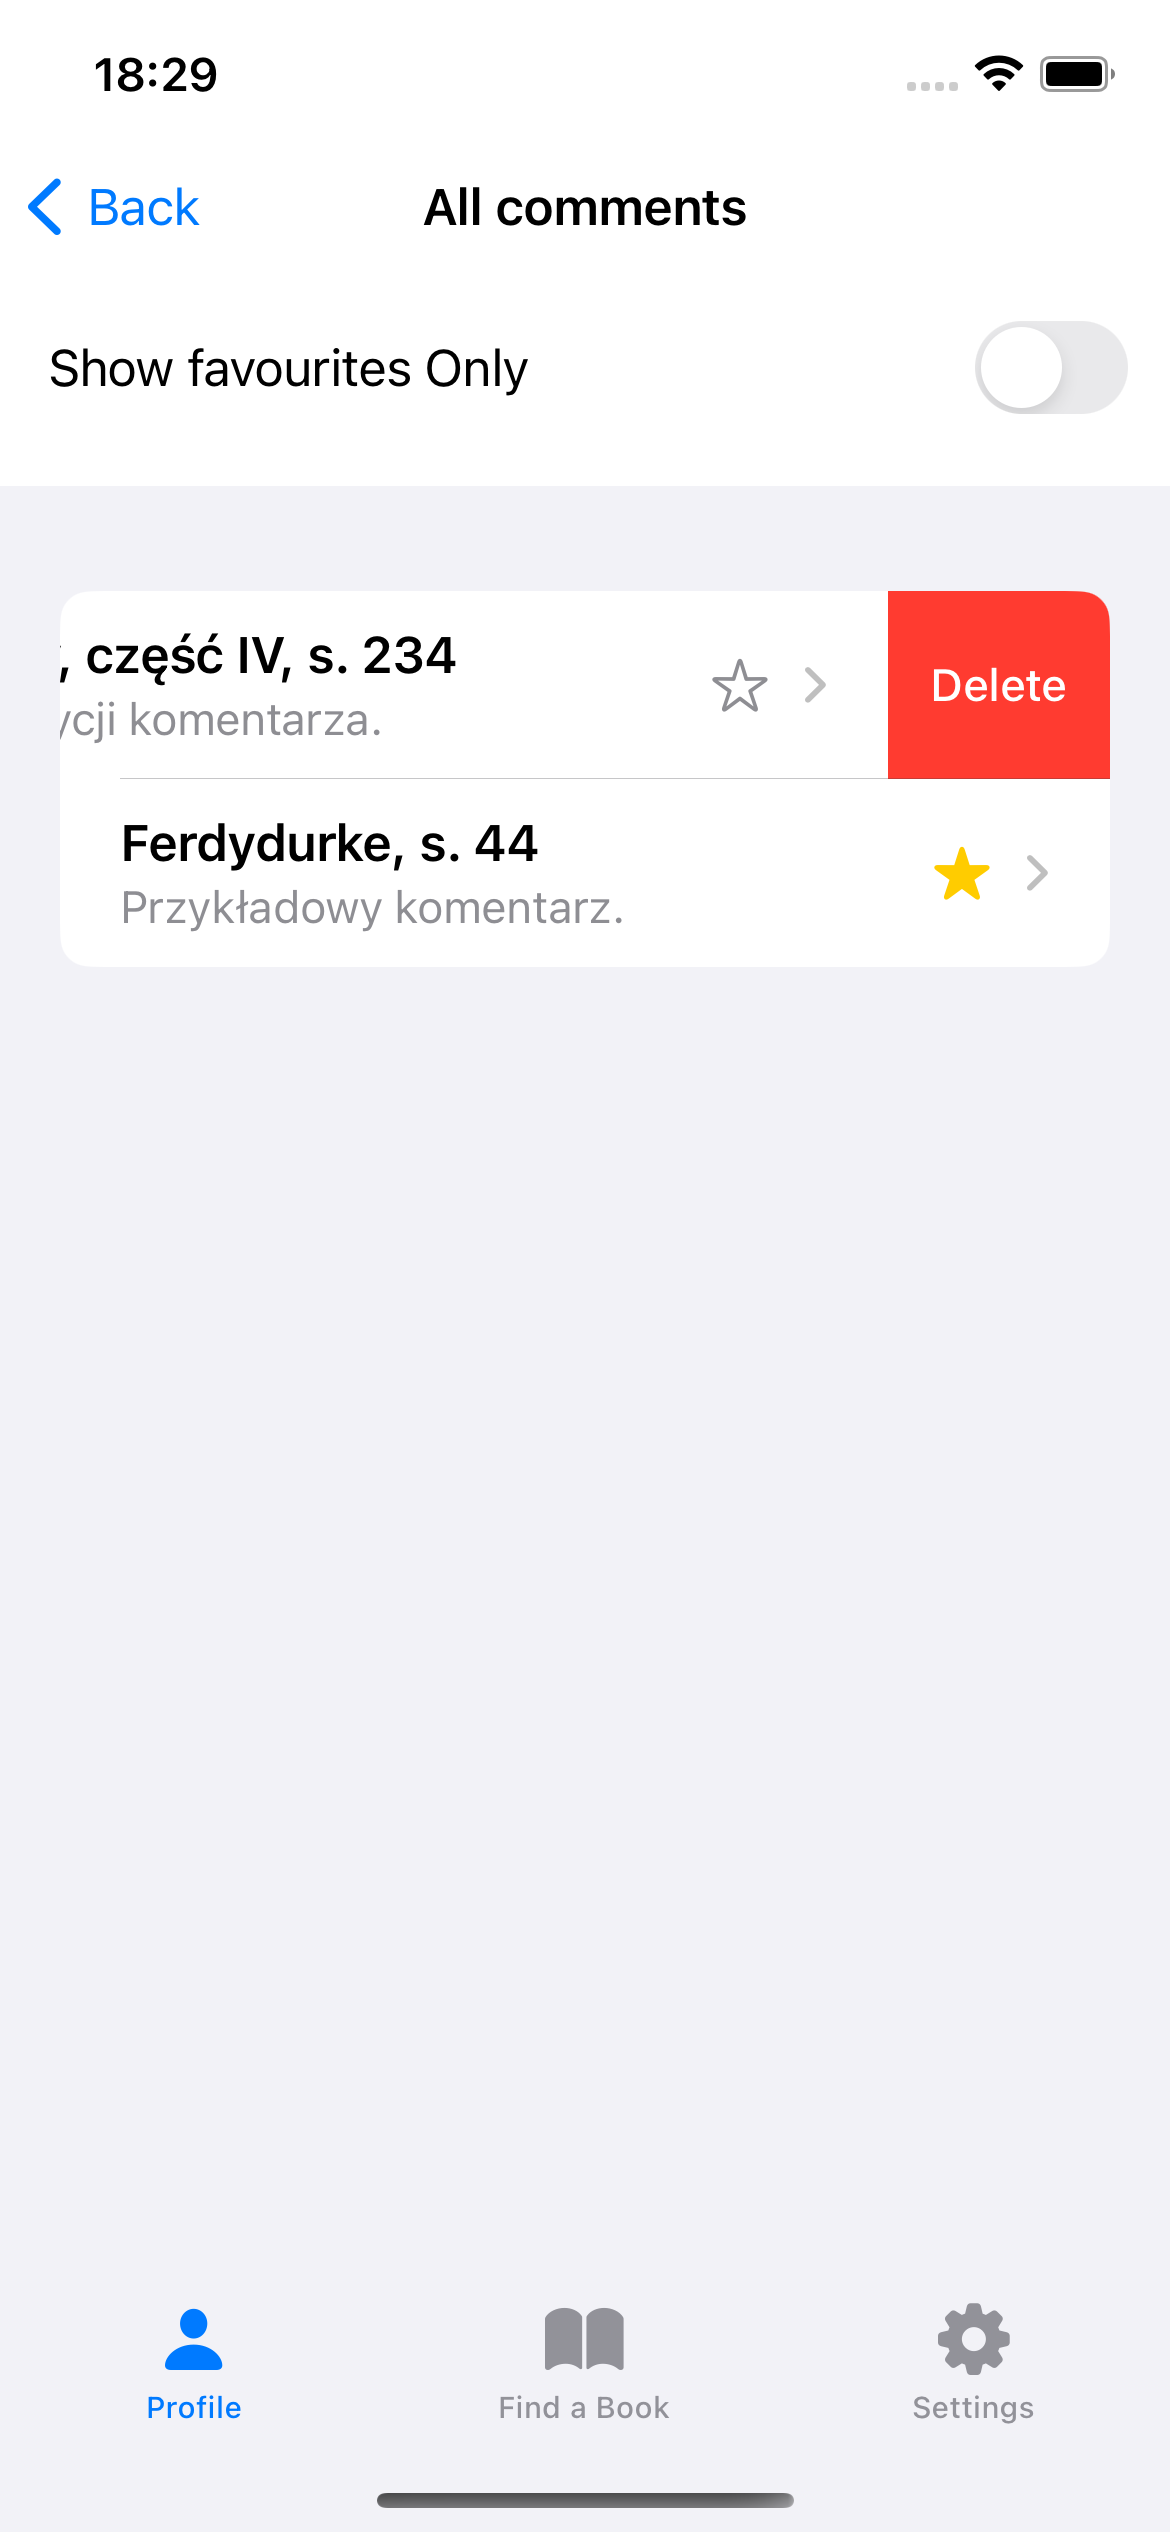 18:29
Back
All comments
Show favourites Only
, część IV, s. 234
komentarza.
Delete
Ferdydurke, s. 44
Przykładowy komentarz.
Profile
Find a Book
Settings